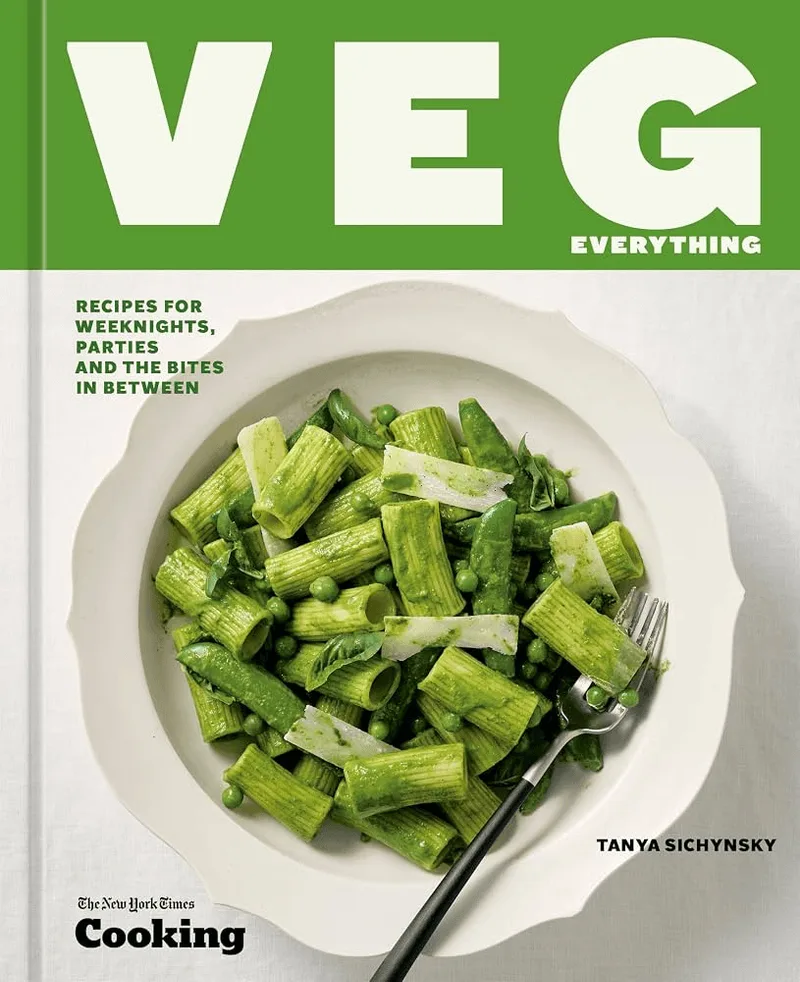 VEG
EVERYTHING
RECIPES FOR
WEEKNIGHTS,
PARTIES
AND THE BITES
IN BETWEEN
TANYA SICHYNSKY
The New York Times
Cooking